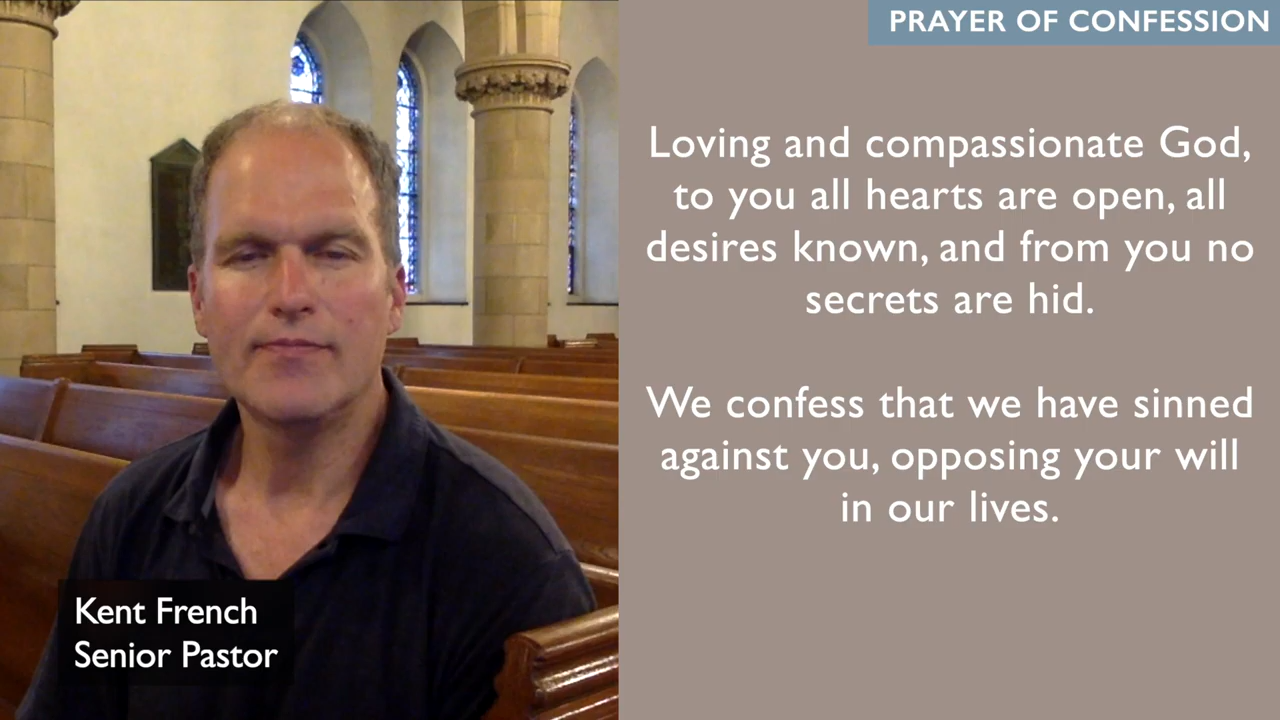 PRAYER OF CONFESSION
Loving and compassionate God,
to you all hearts are open, all
desires known, and from you no
secrets are hid.
We confess that we have sinned
against you, opposing your will
in our lives.
Kent French
Senior Pastor